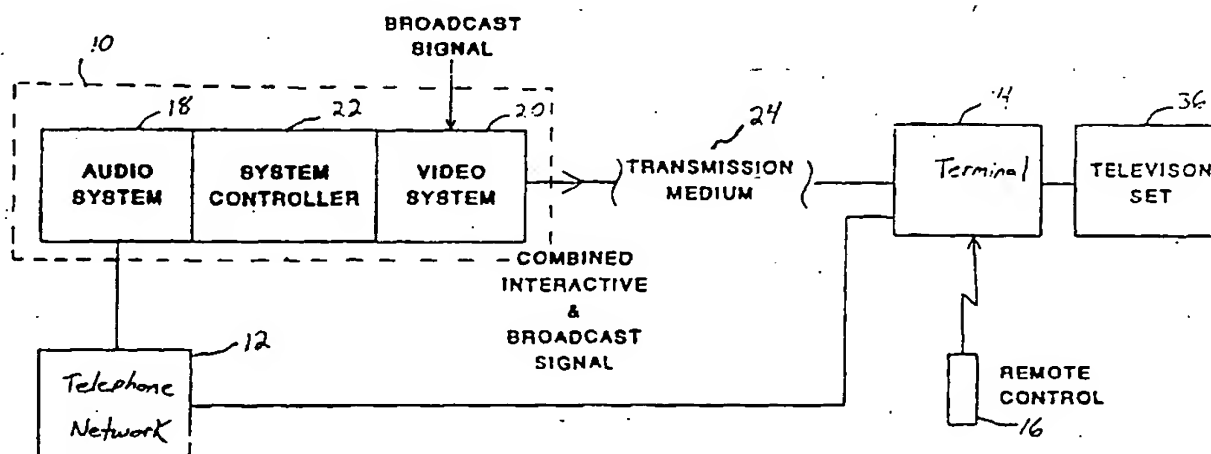 BROADCAST
SIGNAL
10
18
22
20
14
36
AUDIO
SYSTEM
SYSTEM
CONTROLLER
VIDEO
SYSTEM
24
TRANSMISSION
MEDIUM
Terminal
TELEVISON
SET
COMBINED
INTERACTIVE
&
BROADCAST
SIGNAL
12
Telephone
Network
REMOTE
CONTROL
16